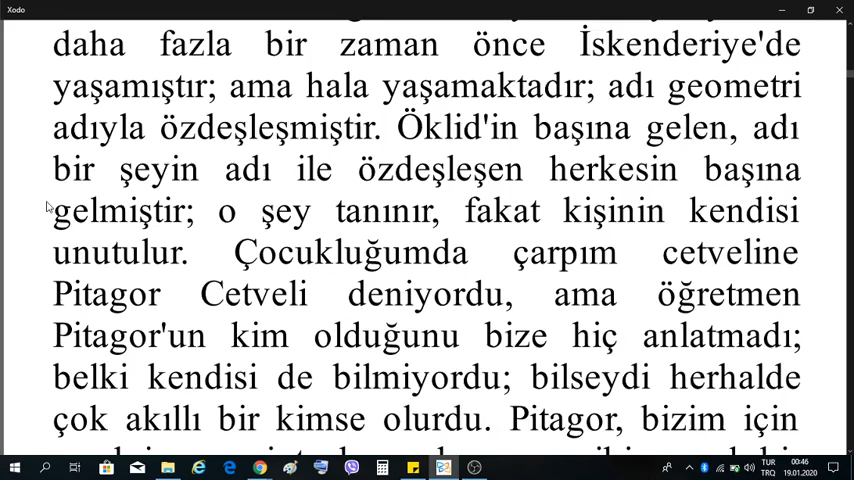 Xodo
daha fazla bir zaman önce İskenderiye'de
yaşamıştır; ama hala yaşamaktadır; adı geometri
adıyla özdeşleşmiştir. Öklid'in başına gelen, adı
bir şeyin adı ile özdeşleşen herkesin başına
gelmiştir; o şey tanınır, fakat kişinin kendisi
unutulur. Çocukluğumda çarpım cetveline
Pitagor Cetveli deniyordu, ama öğretmen
Pitagor'un kim olduğunu bize hiç anlatmadı;
belki kendisi de bilmiyordu; bilseydi herhalde
çok akıllı bir kimse olurdu. Pitagor, bizim için
TUR 00:46
TRQ 19.01.2020